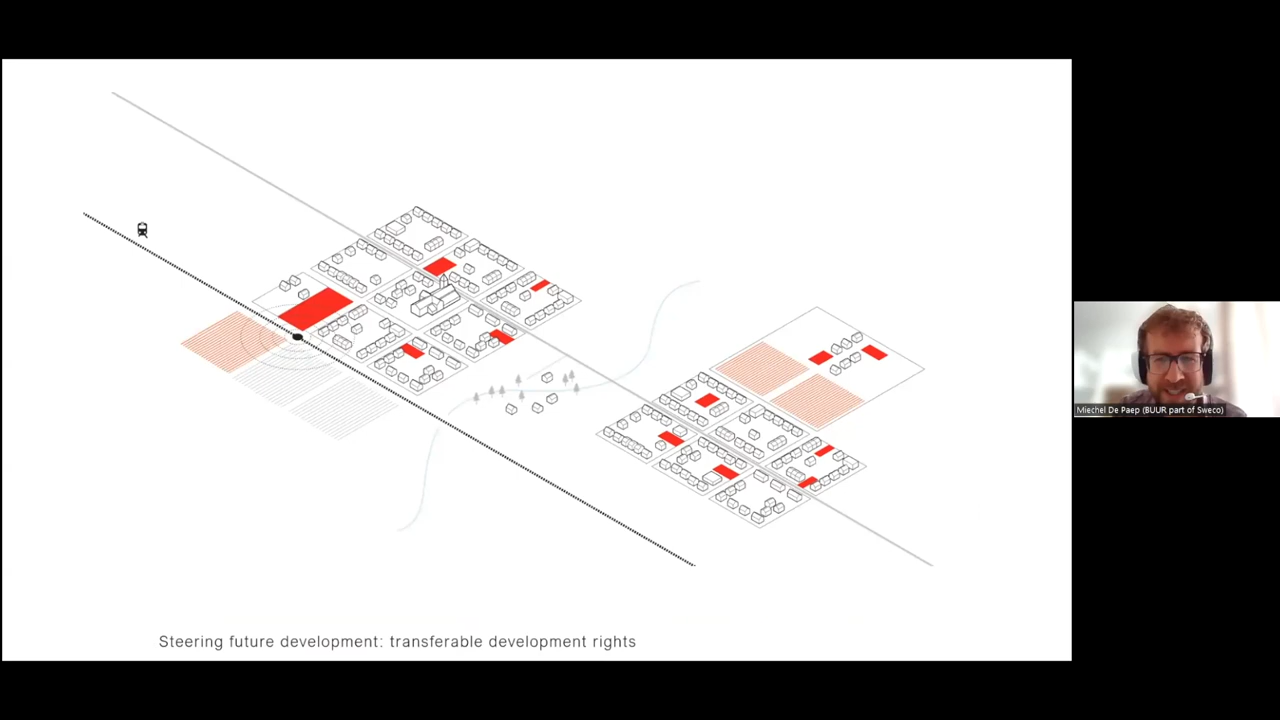 Miechel De Paep (BUUR part of Sweco)
Steering future development: transferable development rights